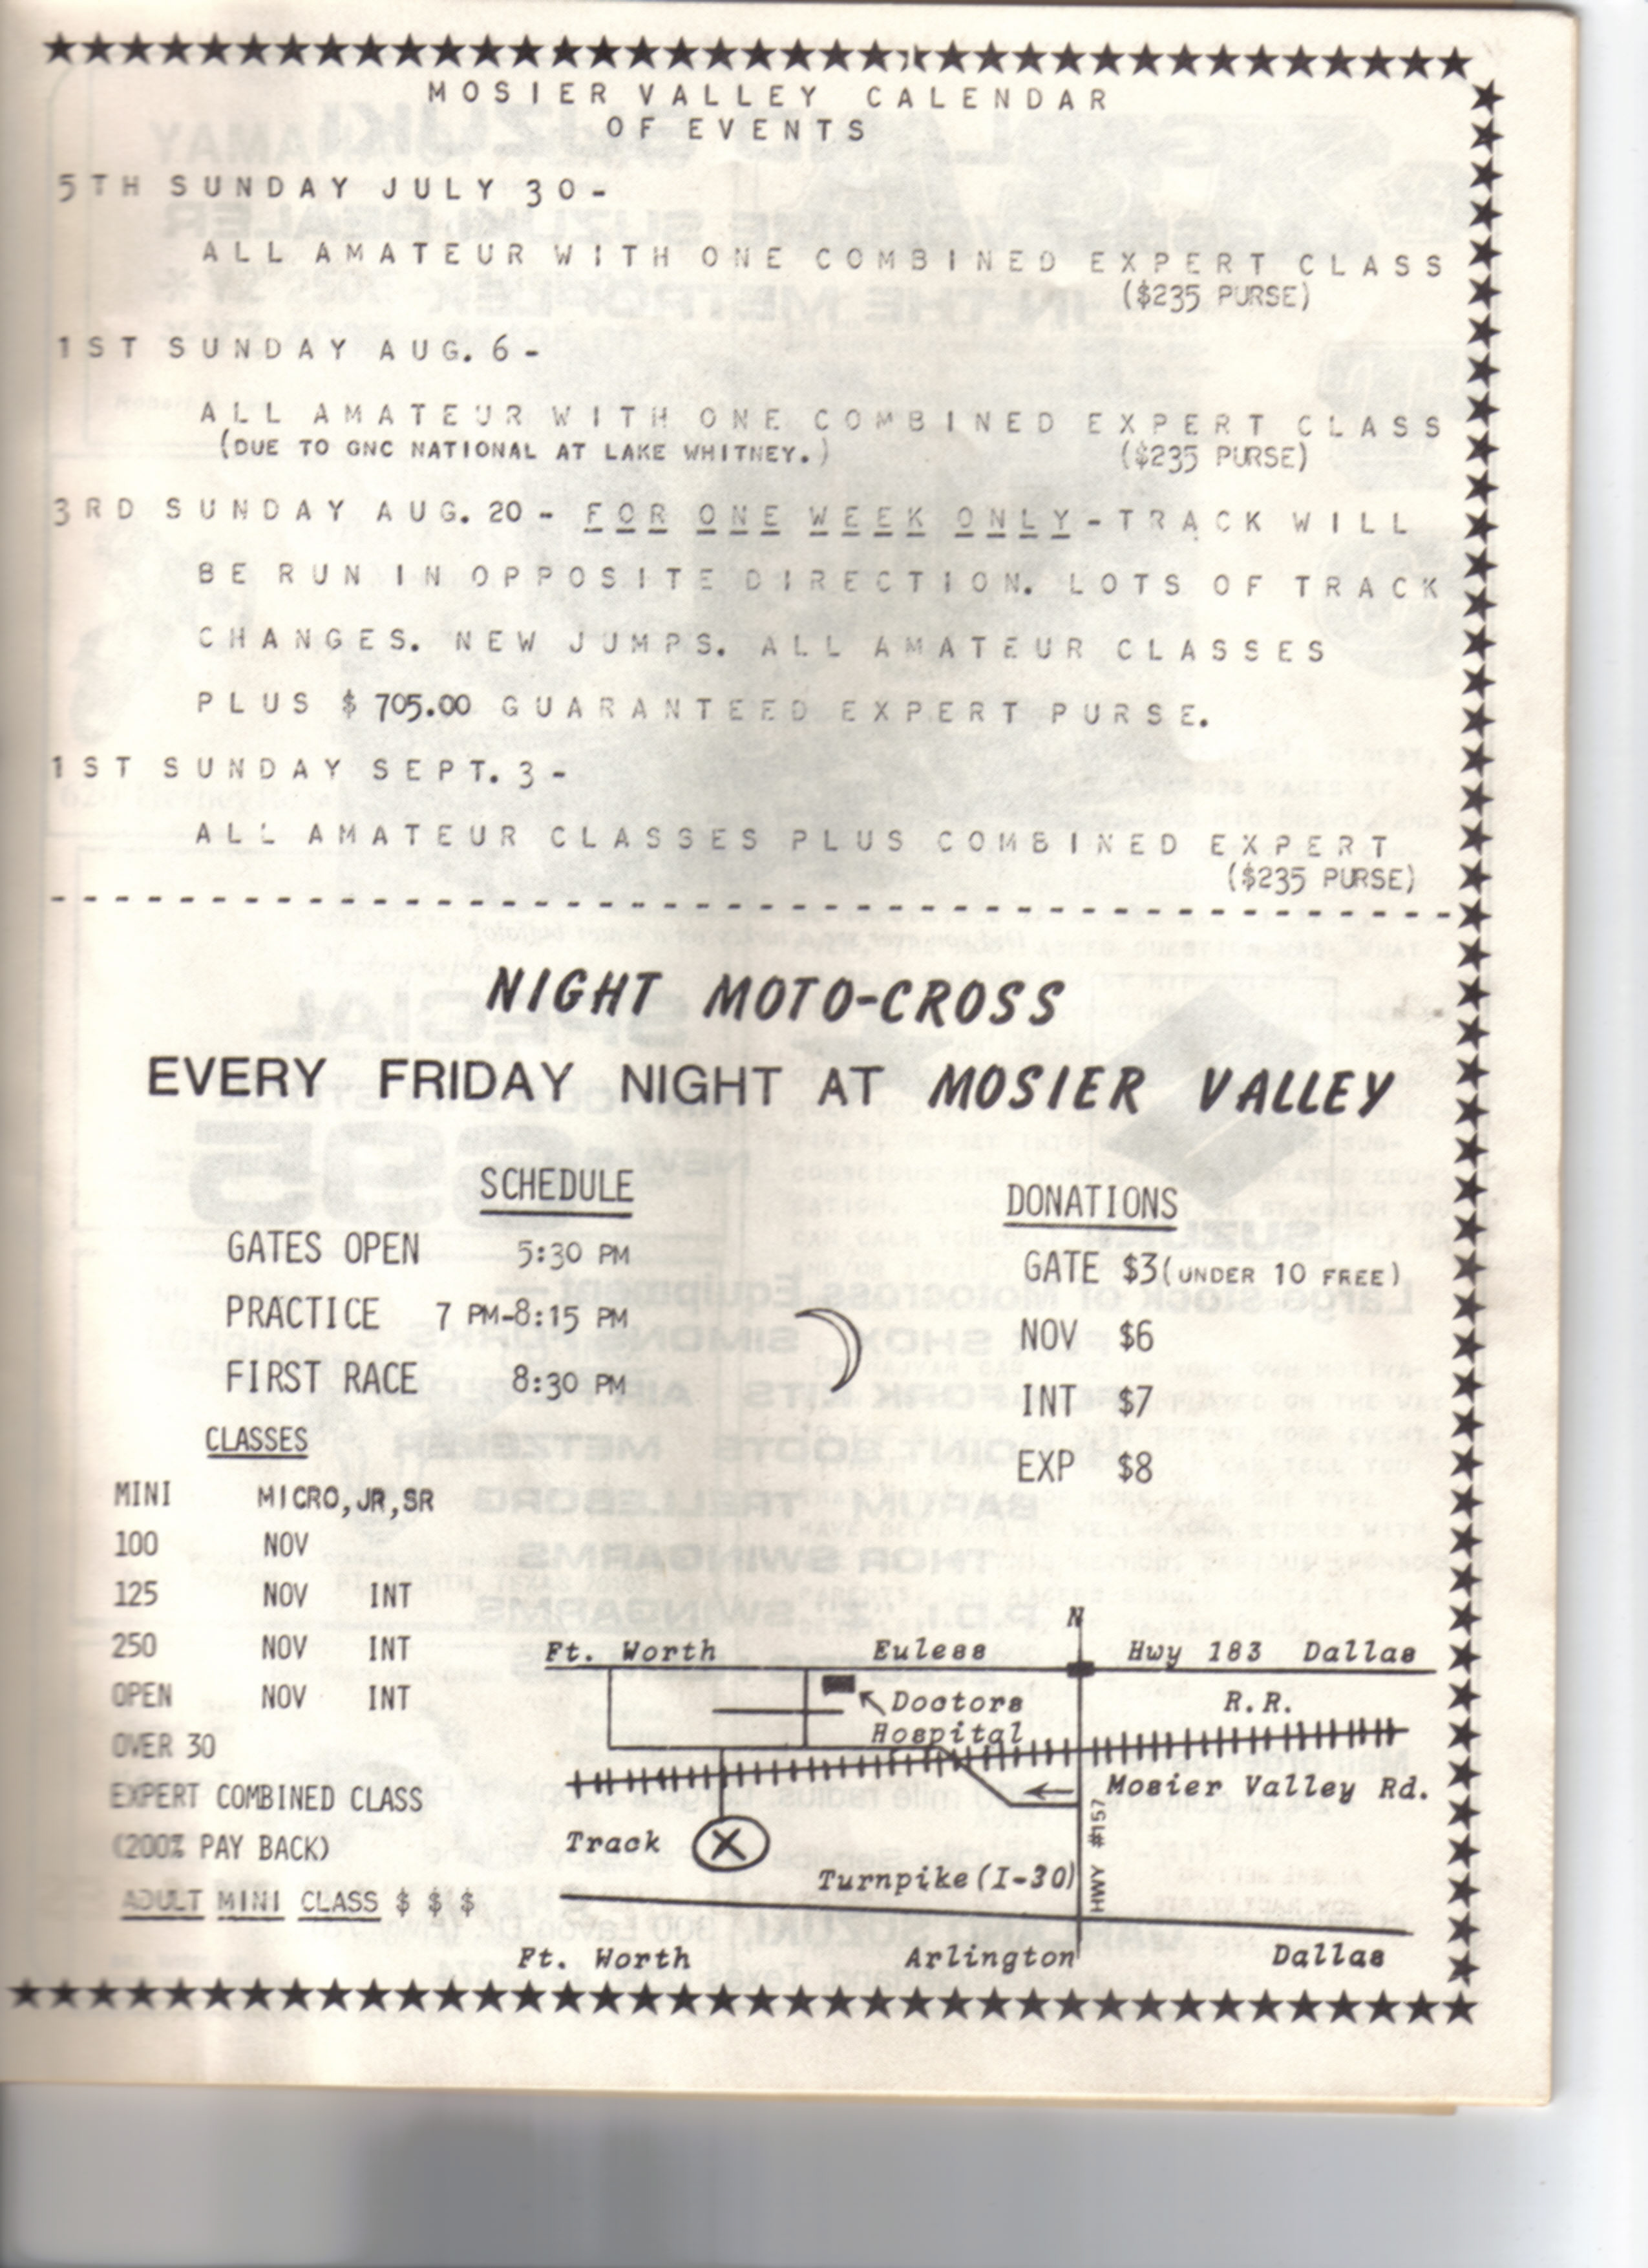 MOSIER VALLEY CALENDAR
OF EVENTS
5TH SUNDAY JULY 30-
ALL AMATEUR WITH ONE COMBINED EXPERT CLASS
($235 PURSE)
1ST SUNDAY AUG. 6-
ALL AMATEUR WITH ONE COMBINED EXPERT CLASS
(DUE TO GNC NATIONAL AT LAKE WHITNEY.) ($235 PURSE)
3RD SUNDAY AUG. 20- FOR ONE WEEK ONLY-TRACK WILL
BE RUN IN OPPOSITE DIRECTION. LOTS OF TRACK
CHANGES. NEW JUMPS. ALL AMATEUR CLASSES
PLUS $705.00 GUARANTEED EXPERT PURSE.
1ST SUNDAY SEPT. 3-
ALL AMATEUR CLASSES PLUS COMBINED EXPERT
($235 PURSE)
NIGHT MOTO-CROSS
EVERY FRIDAY NIGHT AT MOSIER VALLEY
SCHEDULE
GATES OPEN 5:30 PM
PRACTICE 7 PM-8:15 PM
FIRST RACE 8:30 PM
DONATIONS
GATE $3(UNDER 10 FREE)
NOV $6
INT $7
EXP $8
CLASSES
MINI MICRO,JR,SR
100 NOV
125 NOV INT
250 NOV INT
OPEN NOV INT
OVER 30
EXPERT COMBINED CLASS
(200% PAY BACK)
ADULT MINI CLASS $ $ $
N
Ft. Worth Euless Hwy 183 Dallas
Doctors
Hospital
R.R.
Mosier Valley Rd.
Track
HWY #157
Turnpike(I-30)
Ft. Worth Arlington Dallas